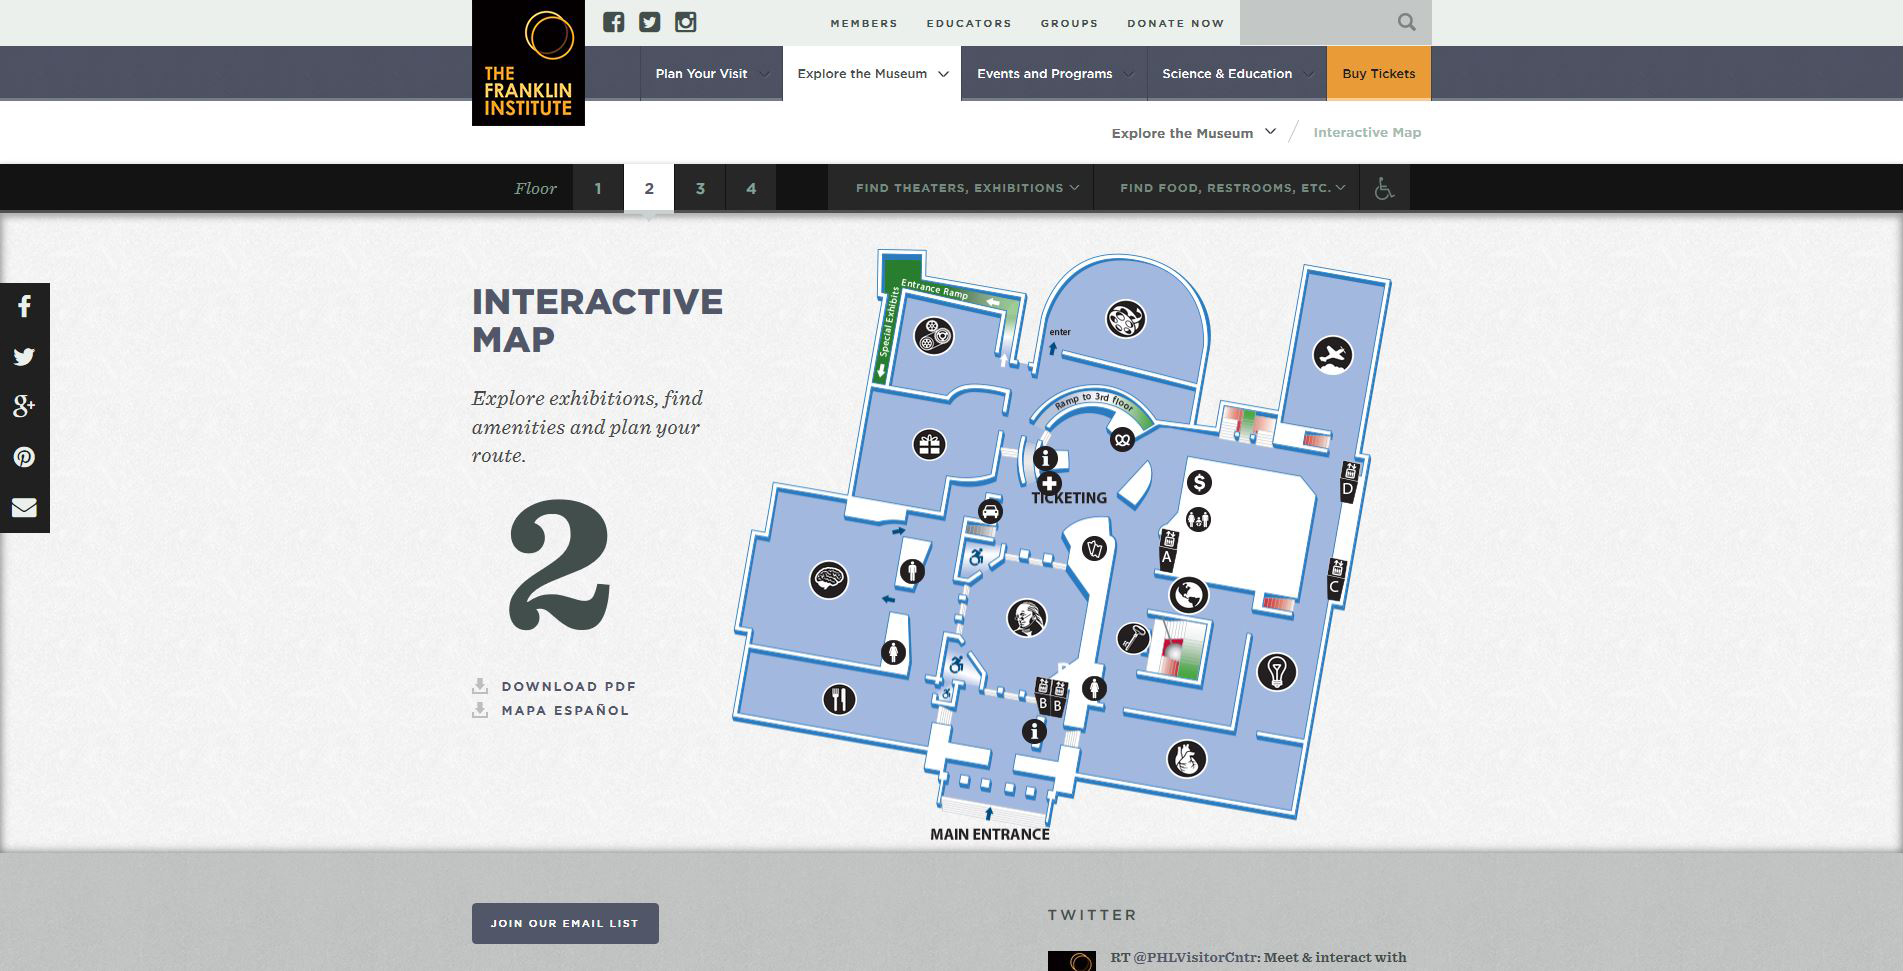 MEMBERS EDUCATORS GROUPS DONATE NOW
THE
FRANKLIN
INSTITUTE
Plan Your Visit Explore the Museum Events and Programs Science & Education Buy Tickets
Explore the Museum / Interactive Map
Floor 1 2 3 4 FIND THEATERS, EXHIBITIONS FIND FOOD, RESTROOMS, ETC.
INTERACTIVE
MAP
Explore exhibitions, find
amenities and plan your
route.
2
DOWNLOAD PDF
MAPA ESPAÑOL
Entrance Ramp
Special Exhibits
enter
Ramp to 3rd floor
TICKETING
D
A
C
B B
MAIN ENTRANCE
JOIN OUR EMAIL LIST
TWITTER
RT @PHLVisitorCntr: Meet & interact with